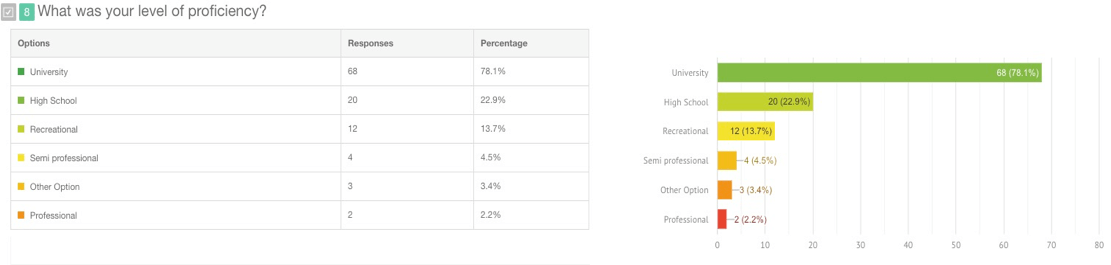 8 What was your level of proficiency?
Options Responses Percentage
University 68 78.1%
High School 20 22.9%
Recreational 12 13.7%
Semi professional 4 4.5%
Other Option 3 3.4%
Professional 2 2.2%
University 68 (78.1%)
High School 20 (22.9%)
Recreational 12 (13.7%)
Semi professional 4 (4.5%)
Other Option 3 (3.4%)
Professional 2 (2.2%)
0 10 20 30 40 50 60 70 80